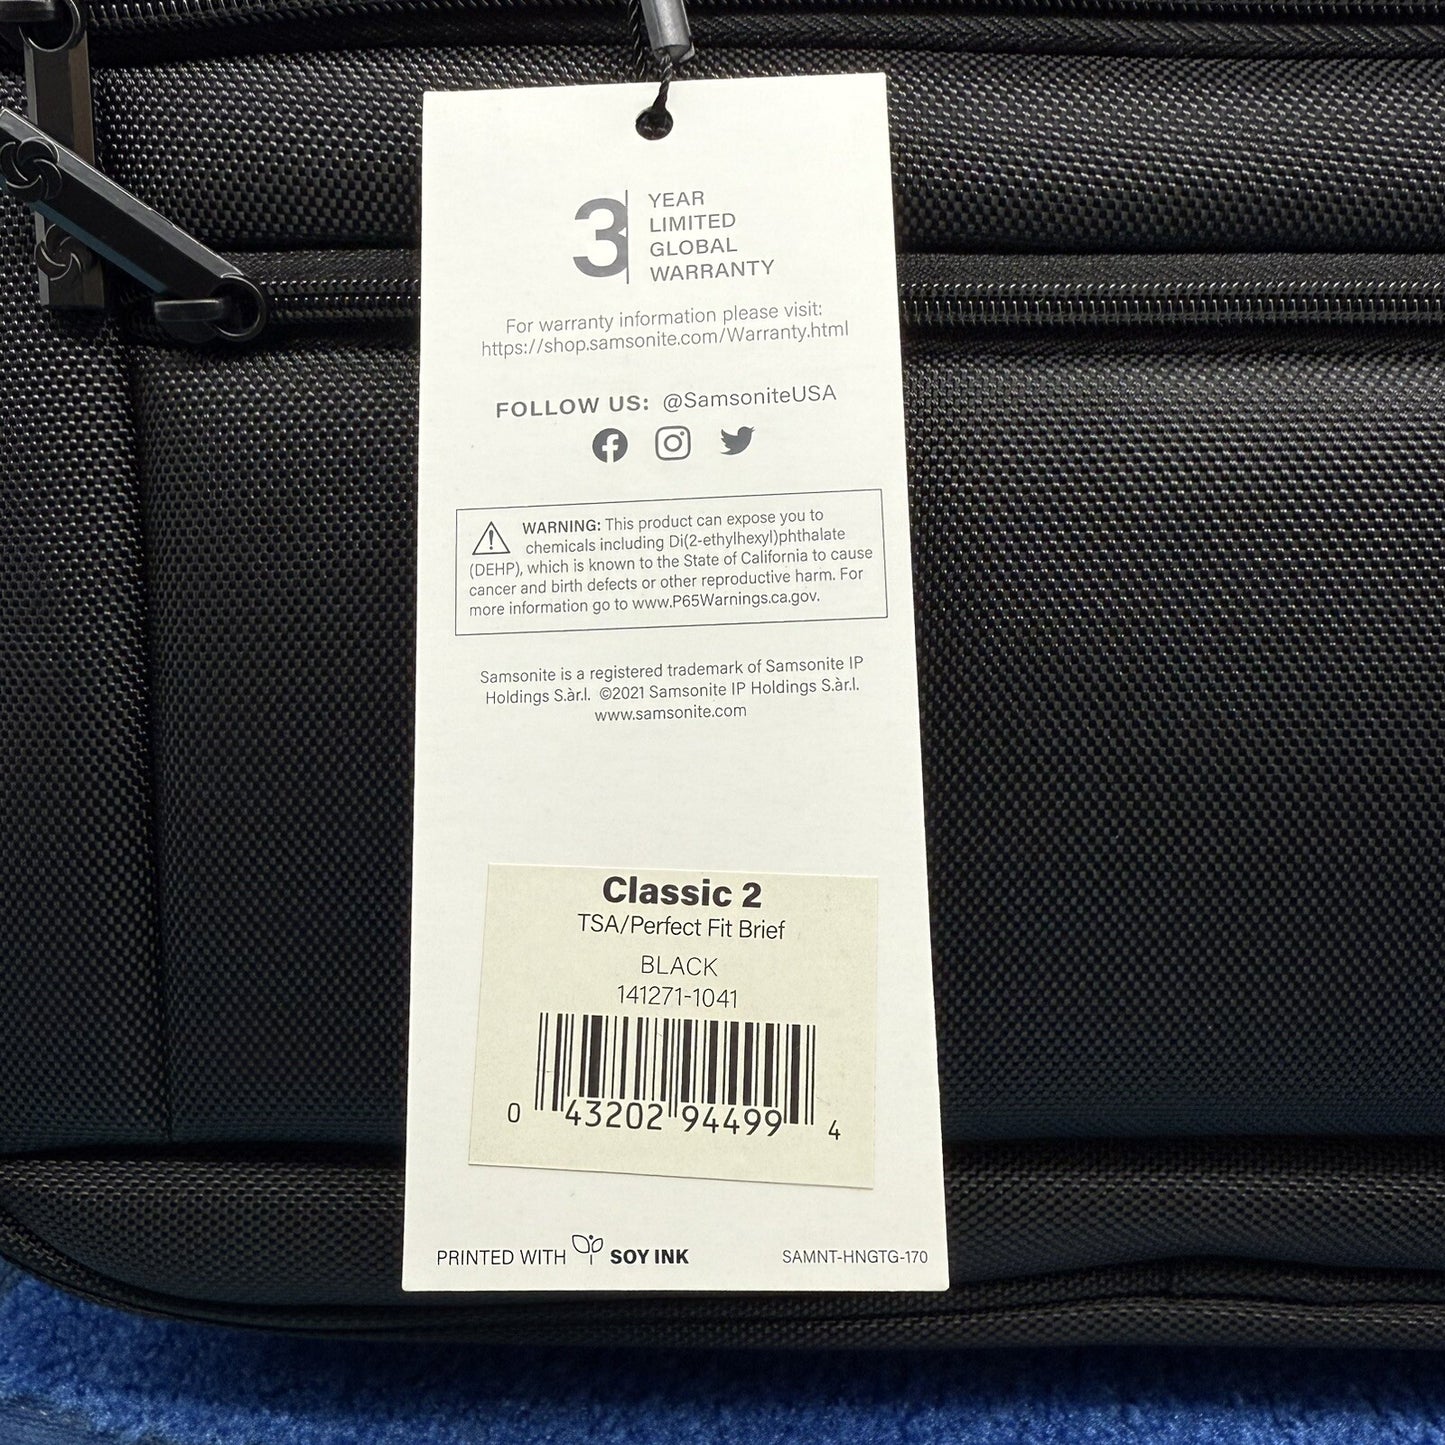 3 YEAR
LIMITED
GLOBAL
WARRANTY
For warranty information please visit:
https://shop.samsonite.com/Warranty.html
FOLLOW US: @SamsoniteUSA
WARNING: This product can expose you to
chemicals including Di(2-ethylhexyl)phthalate
(DEHP), which is known to the State of California to cause
cancer and birth defects or other reproductive harm. For
more information go to www.P65Warnings.ca.gov.
Samsonite is a registered trademark of Samsonite IP
Holdings S.àr.l. ©2021 Samsonite IP Holdings S.àr.l.
www.samsonite.com
Classic 2
TSA/Perfect Fit Brief
BLACK
141271-1041
0 43202 94499 4
PRINTED WITH SOY INK SAMNT-HNGTG-170